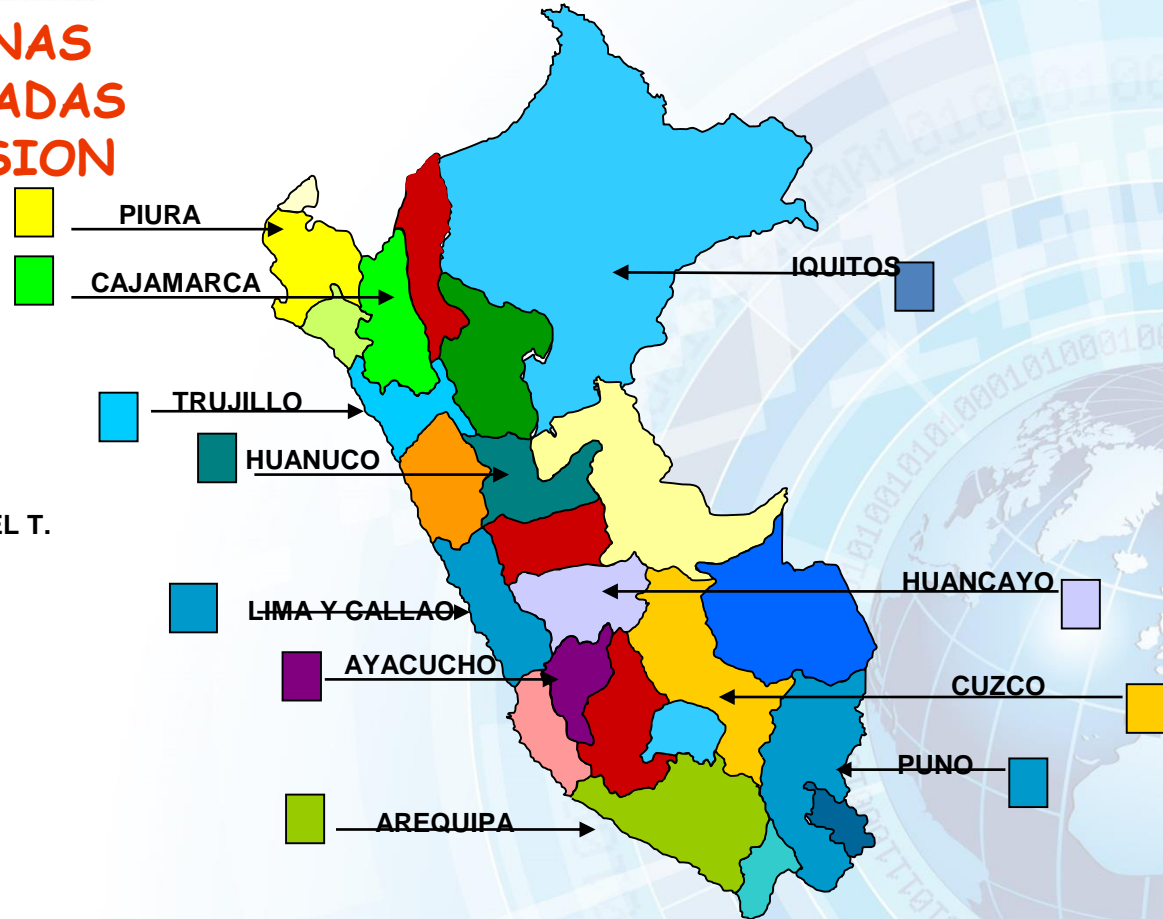 NAS
ADAS
SION
PIURA
CAJAMARCA
IQUITOS
TRUJILLO
HUANUCO
EL T.
HUANCAYO
LIMA Y CALLAO
AYACUCHO
CUZCO
PUNO
AREQUIPA